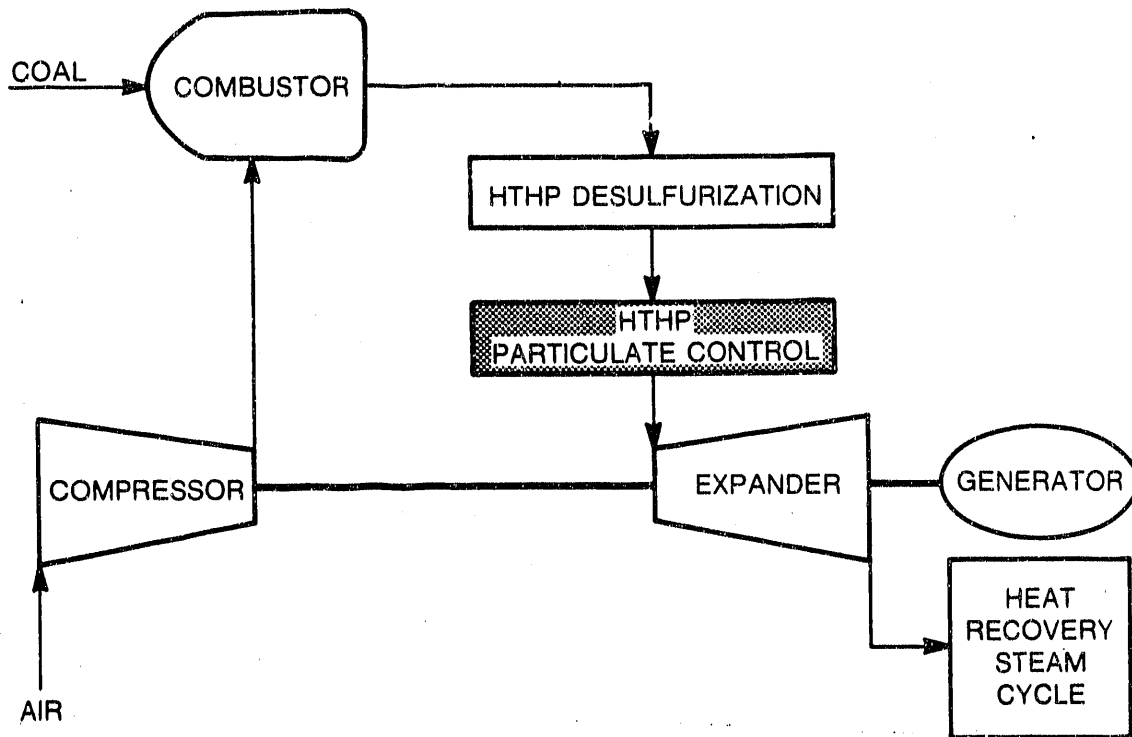 COAL
COMBUSTOR
HTHP DESULFURIZATION
HTHP
PARTICULATE CONTROL
COMPRESSOR
EXPANDER
GENERATOR
HEAT
RECOVERY
STEAM
CYCLE
AIR